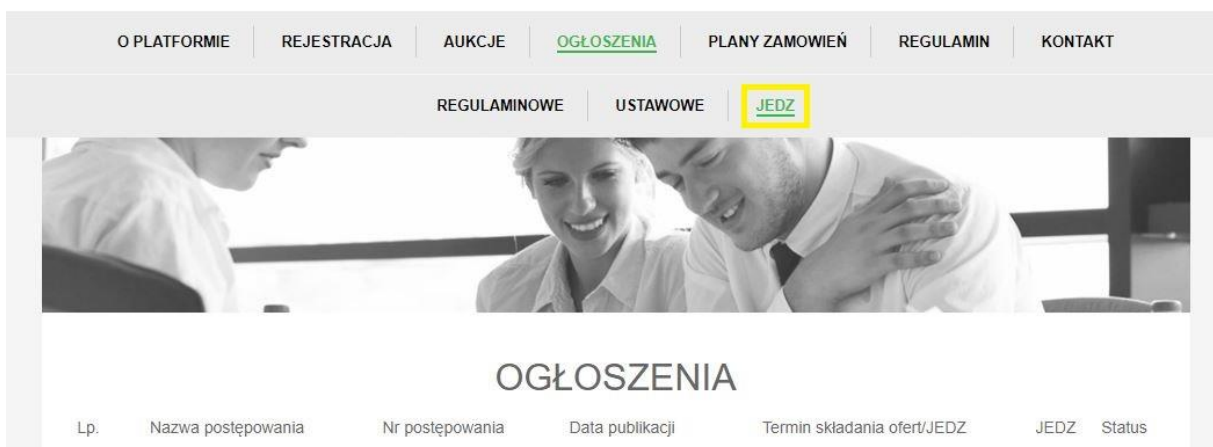 O PLATFORMIE REJESTRACJA AUKCJE OGŁOSZENIA PLANY ZAMOWIEŃ REGULAMIN KONTAKT
REGULAMINOWE USTAWOWE JEDZ
OGŁOSZENIA
Lp. Nazwa postępowania Nr postępowania Data publikacji Termin składania ofert/JEDZ JEDZ Status